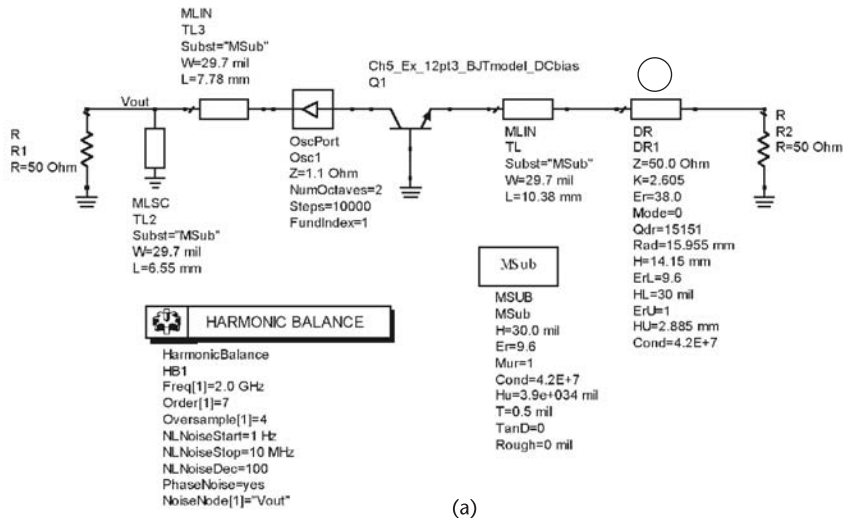 MLIN
TL3
Subst="MSub"
W=29.7 mil
L=7.78 mm
Ch5_Ex_12pt3_BJTmodel_DCbias
Q1
Vout
R
R1
R=50 Ohm
MLSC
TL2
Subst="MSub"
W=29.7 mil
L=6.55 mm
OscPort
Osc1
Z=1.1 Ohm
NumOctaves=2
Steps=10000
FundIndex=1
MLIN
TL
Subst="MSub"
W=29.7 mil
L=10.38 mm
DR
DR1
Z=50.0 Ohm
K=2.605
Er=38.0
Mode=0
Qdr=15151
Rad=15.955 mm
H=14.15 mm
ErL=9.6
HL=30 mil
ErU=1
HU=2.885 mm
Cond=4.2E+7
R
R2
R=50 Ohm
MSub
MSUB
MSub
H=30.0 mil
Er=9.6
Mur=1
Cond=4.2E+7
Hu=3.9e+034 mil
T=0.5 mil
TanD=0
Rough=0 mil
HARMONIC BALANCE
HarmonicBalance
HB1
Freq[1]=2.0 GHz
Order[1]=7
Oversample[1]=4
NLNoiseStart=1 Hz
NLNoiseStop=10 MHz
NLNoiseDec=100
PhaseNoise=yes
NoiseNode[1]="Vout"
(a)